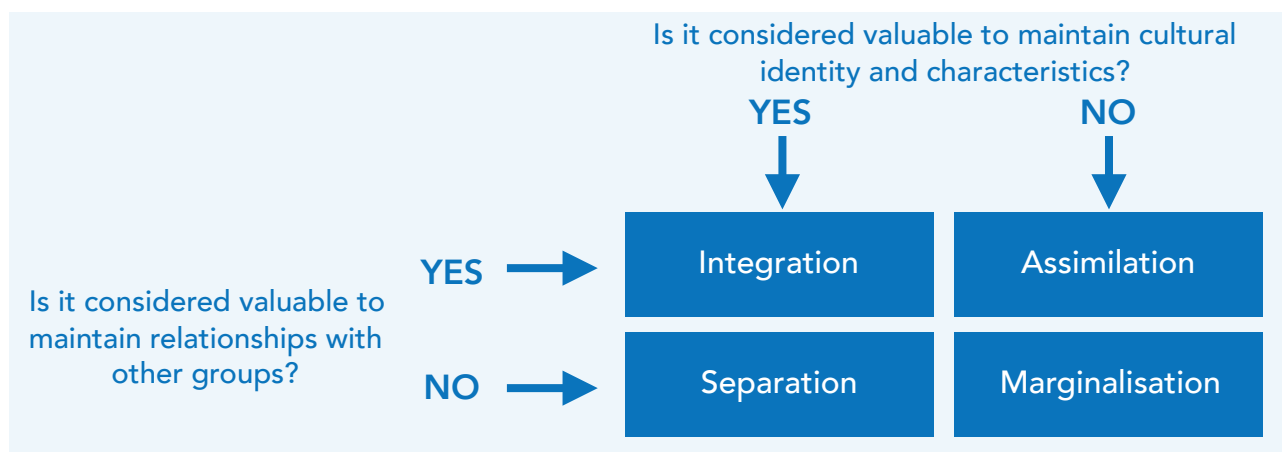 Is it considered valuable to maintain cultural
identity and characteristics?
YES NO
YES
Integration Assimilation
Is it considered valuable to
maintain relationships with
other groups?
NO
Separation Marginalisation